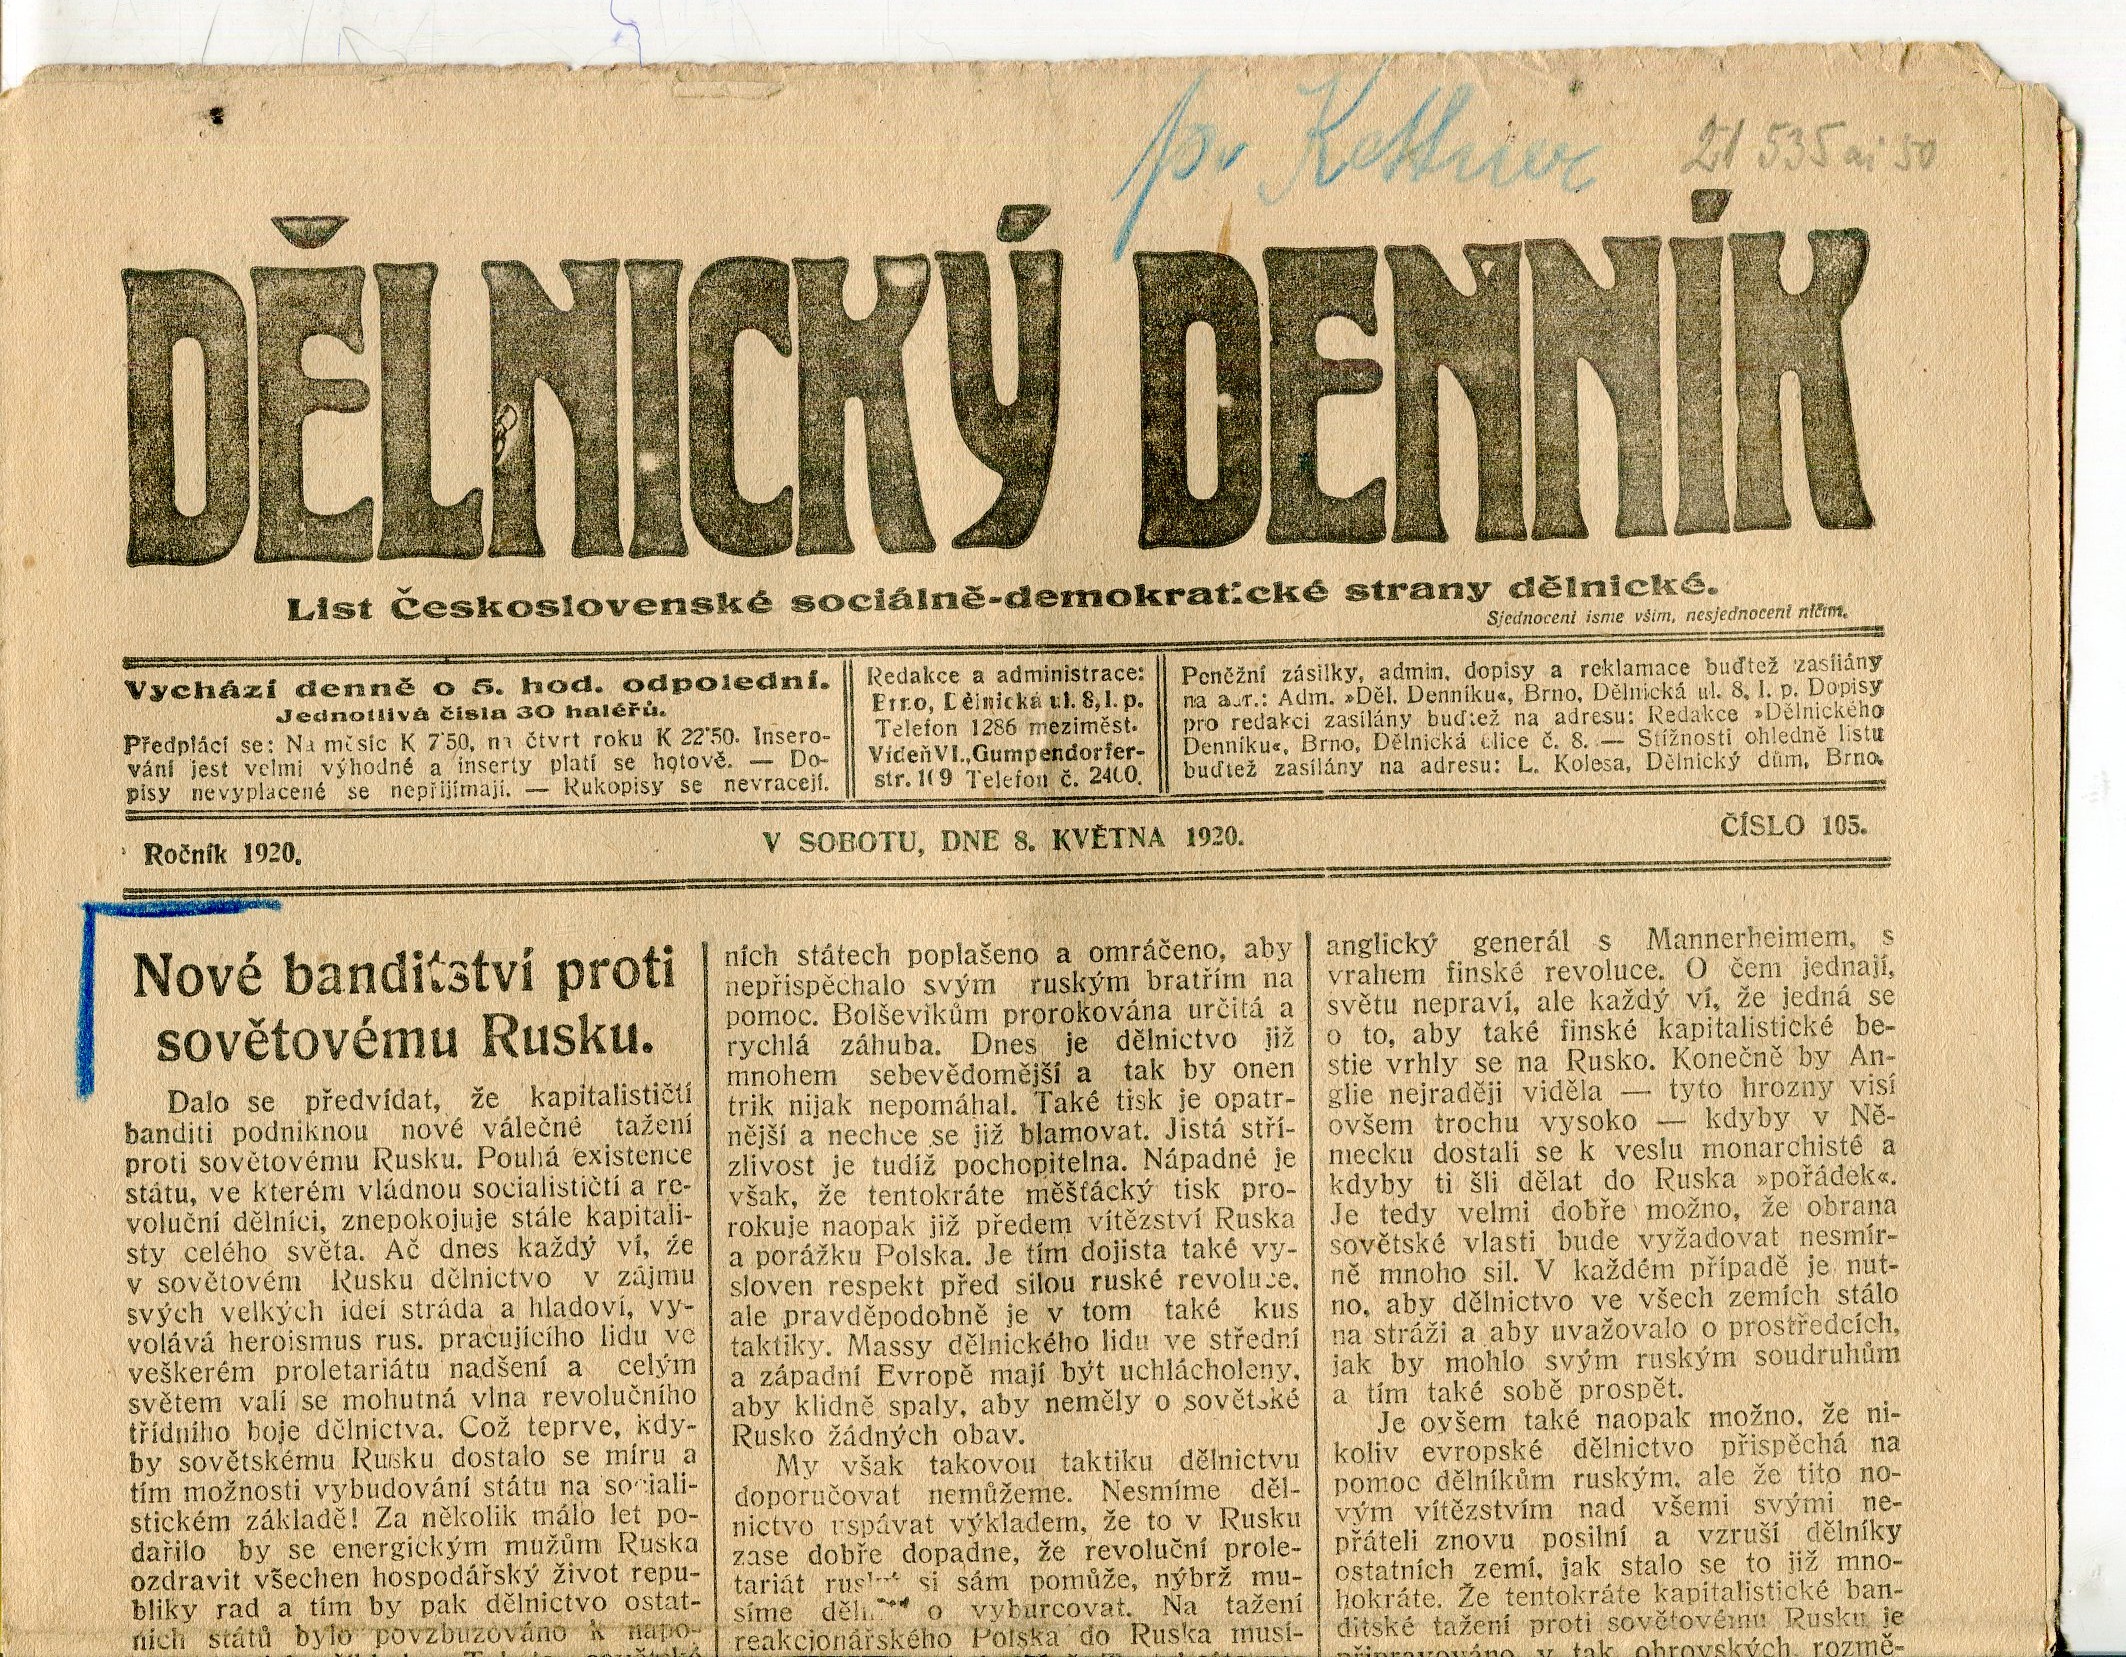 p. Kettner
21 535 ai 50
DĚLNICKÝ DENNÍK
List Československé sociálně-demokratické strany dělnické.
Sjednoceni isme vším, nesjednoceni ničím.
Vychází denně o 5. hod. odpolední.
Jednotlivá čísla 30 haléřů.
Předplácí se: Na měsíc K 7'50, na čtvrt roku K 22'50. Insero-
vání jest velmi výhodné a inserty platí se hotově. — Do-
pisy nevyplacené se nepřijímají. — Rukopisy se nevracejí.
Redakce a administrace:
Brno, Dělnická ul. 8, I. p.
Telefon 1286 meziměst.
Vídeň VI., Gumpendorfer-
str. 109 Telefon č. 2400.
Peněžní zásilky, admin. dopisy a reklamace buďtež zasílány
na adr.: Adm. »Děl. Denníku«, Brno, Dělnická ul. 8, I. p. Dopisy
pro redakci zasílány buďtež na adresu: Redakce »Dělnického
Denníku«, Brno, Dělnická ulice č. 8. — Stížnosti ohledně listu
buďtež zasílány na adresu: L. Kolesa, Dělnický dům, Brno.
Ročník 1920.
V SOBOTU, DNE 8. KVĚTNA 1920.
ČÍSLO 105.
Nové banditství proti
sovětovému Rusku.
Dalo se předvídat, že kapitalističtí
banditi podniknou nové válečné tažení
proti sovětovému Rusku. Pouhá existence
státu, ve kterém vládnou socialističtí a re-
voluční dělníci, znepokojuje stále kapitali-
sty celého světa. Ač dnes každý ví, že
v sovětovém Rusku dělnictvo v zájmu
svých velkých ideí stráda a hladoví, vy-
volává heroismus rus. pracujícího lidu ve
veškerém proletariátu nadšení a celým
světem valí se mohutná vlna revolučního
třídního boje dělnictva. Což teprve, kdy-
by sovětskému Rusku dostalo se míru a
tím možnosti vybudování státu na sociali-
stickém základě! Za několik málo let po-
dařilo by se energickým mužům Ruska
ozdravit všechen hospodářský život repu-
bliky rad a tím by pak dělnictvo ostat-
ních států bylo povzbuzováno k napo-
ních státech poplašeno a omráčeno, aby
nepřispěchalo svým ruským bratřím na
pomoc. Bolševikům prorokována určitá a
rychlá záhuba. Dnes je dělnictvo již
mnohem sebevědomější a tak by onen
trik nijak nepomáhal. Také tisk je opatr-
nější a nechce se již blamovat. Jistá stří-
zlivost je tudíž pochopitelna. Nápadné je
však, že tentokráte měšťácký tisk pro-
rokuje naopak již předem vítězství Ruska
a porážku Polska. Je tím dojista také vy-
sloven respekt před silou ruské revoluce,
ale pravděpodobně je v tom také kus
taktiky. Massy dělnického lidu ve střední
a západní Evropě mají být uchlácholeny,
aby klidně spaly, aby neměly o sovětské
Rusko žádných obav.
My však takovou taktiku dělnictvu
doporučovat nemůžeme. Nesmíme děl-
nictvo uspávat výkladem, že to v Rusku
zase dobře dopadne, že revoluční prole-
tariát ruský si sám pomůže, nýbrž mu-
síme o vyburcovat. Na tažení
reakcionářského Polska do Ruska musí-
anglický generál s Mannerheimem, s
vrahem finské revoluce. O čem jednají,
světu nepraví, ale každý ví, že jedná se
o to, aby také finské kapitalistické be-
stie vrhly se na Rusko. Konečně by An-
glie nejraději viděla — tyto hrozny visí
ovšem trochu vysoko — kdyby v Ně-
mecku dostali se k veslu monarchisté a
kdyby ti šli dělat do Ruska »pořádek«.
Je tedy velmi dobře možno, že obrana
sovětské vlasti bude vyžadovat nesmír-
ně mnoho sil. V každém případě je nut-
no, aby dělnictvo ve všech zemích stálo
na stráži a aby uvažovalo o prostředcích,
jak by mohlo svým ruským soudruhům
a tím také sobě prospět.
Je ovšem také naopak možno, že ni-
koliv evropské dělnictvo přispěchá na
pomoc dělníkům ruským, ale že tito no-
vým vítězstvím nad všemi svými ne-
přáteli znovu posilní a vzruší dělníky
ostatních zemí, jak stalo se to již mno-
hokráte. Že tentokráte kapitalistické ban-
ditské tažení proti sovětovému Rusku je
připravováno v tak obrovských rozmě-